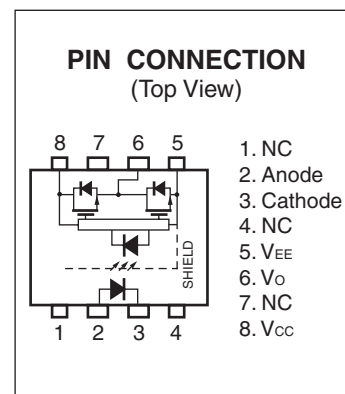 PIN CONNECTION
(Top View)
8 7 6 5
SHIELD
1 2 3 4
1. NC
2. Anode
3. Cathode
4. NC
5. VEE
6. VO
7. NC
8. VCC